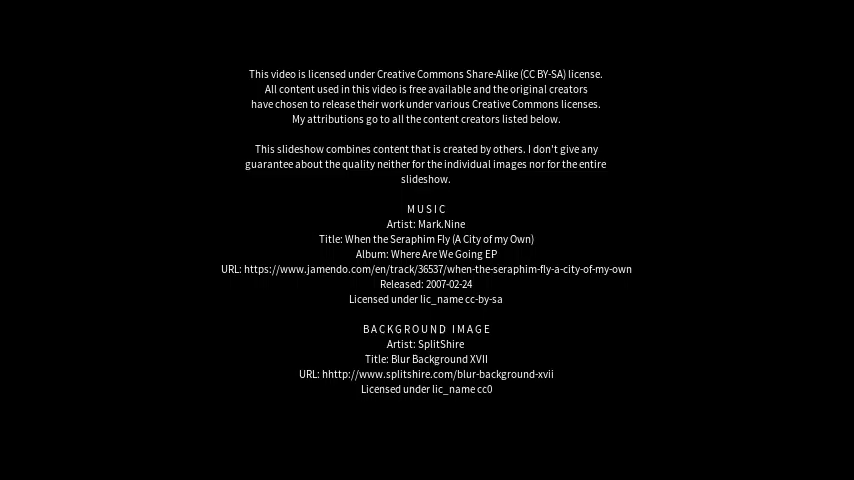 This video is licensed under Creative Commons Share-Alike (CC BY-SA) license.
All content used in this video is free available and the original creators
have chosen to release their work under various Creative Commons licenses.
My attributions go to all the content creators listed below.
This slideshow combines content that is created by others. I don't give any
guarantee about the quality neither for the individual images nor for the entire
slideshow.
MUSIC
Artist: Mark.Nine
Title: When the Seraphim Fly (A City of my Own)
Album: Where Are We Going EP
URL: https://www.jamendo.com/en/track/36537/when-the-seraphim-fly-a-city-of-my-own
Released: 2007-02-24
Licensed under lic_name cc-by-sa
BACKGROUND IMAGE
Artist: SplitShire
Title: Blur Background XVII
URL: hhttp://www.splitshire.com/blur-background-xvii
Licensed under lic_name cc0